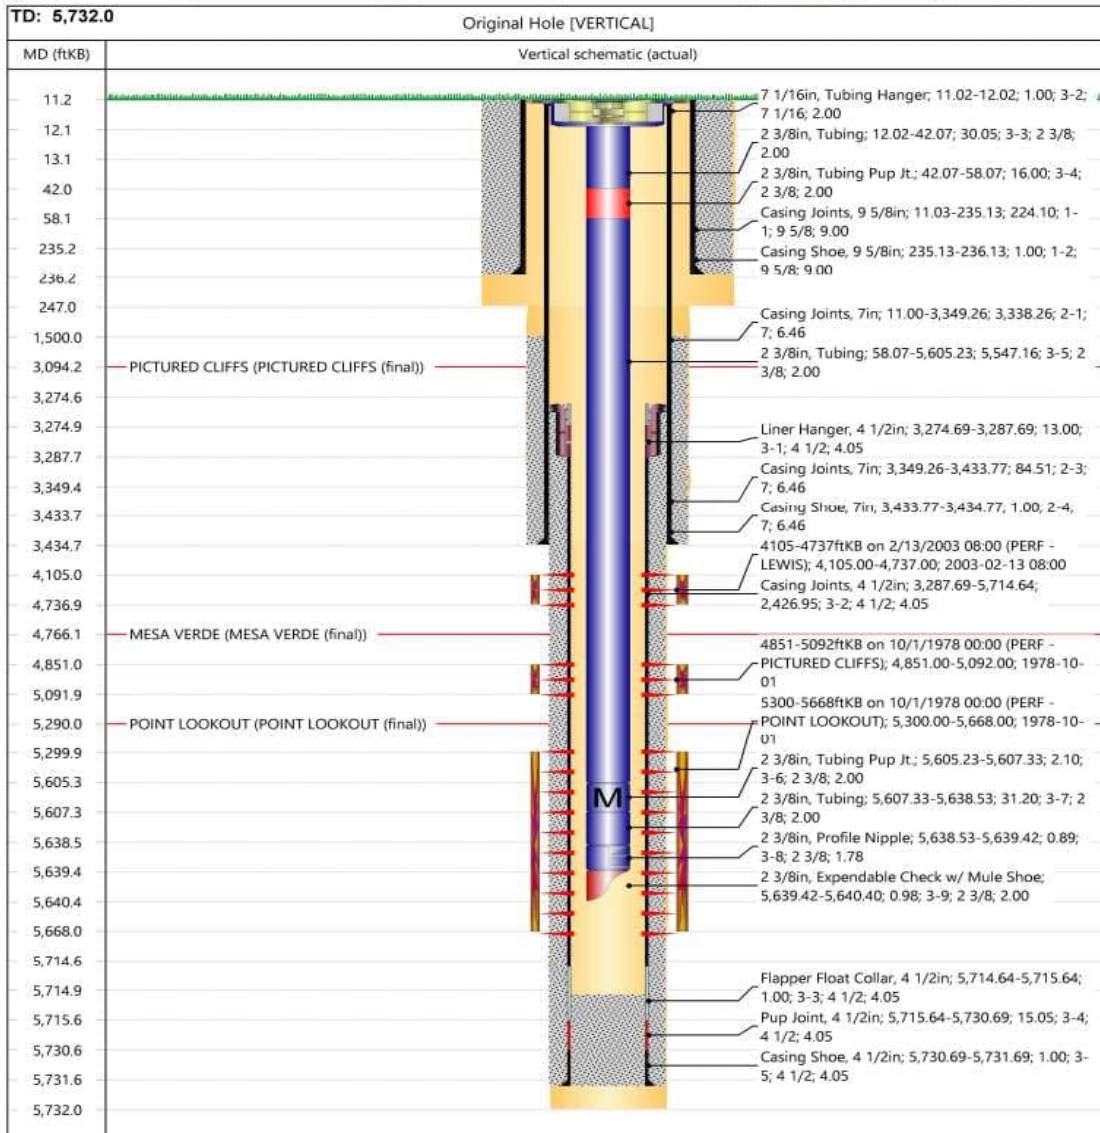 TD: 5,732.0
Original Hole [VERTICAL]
MD (ftKB)
Vertical schematic (actual)
11.2
12.1
13.1
42.0
58.1
235.2
236.2
247.0
1,500.0
3,094.2
3,274.6
3,274.9
3,287.7
3,349.4
3,433.7
3,434.7
4,105.0
4,736.9
4,766.1
4,851.0
5,091.9
5,290.0
5,299.9
5,605.3
5,607.3
5,638.5
5,639.4
5,640.4
5,668.0
5,714.6
5,714.9
5,715.6
5,730.6
5,731.6
5,732.0
PICTURED CLIFFS (PICTURED CLIFFS (final))
MESA VERDE (MESA VERDE (final))
POINT LOOKOUT (POINT LOOKOUT (final))
M
7 1/16in, Tubing Hanger; 11.02-12.02; 1.00; 3-2;
7 1/16; 2.00
2 3/8in, Tubing; 12.02-42.07; 30.05; 3-3; 2 3/8;
2.00
2 3/8in, Tubing Pup Jt.; 42.07-58.07; 16.00; 3-4;
2 3/8; 2.00
Casing Joints, 9 5/8in; 11.03-235.13; 224.10; 1-
1; 9 5/8; 9.00
Casing Shoe, 9 5/8in; 235.13-236.13; 1.00; 1-2;
9 5/8; 9.00
Casing Joints, 7in; 11.00-3,349.26; 3,338.26; 2-1;
7; 6.46
2 3/8in, Tubing; 58.07-5,605.23; 5,547.16; 3-5; 2
3/8; 2.00
Liner Hanger, 4 1/2in; 3,274.69-3,287.69; 13.00;
3-1; 4 1/2; 4.05
Casing Joints, 7in; 3,349.26-3,433.77; 84.51; 2-3;
7; 6.46
Casing Shoe, 7in; 3,433.77-3,434.77; 1.00; 2-4;
7; 6.46
4105-4737ftKB on 2/13/2003 08:00 (PERF -
LEWIS); 4,105.00-4,737.00; 2003-02-13 08:00
Casing Joints, 4 1/2in; 3,287.69-5,714.64;
2,426.95; 3-2; 4 1/2; 4.05
4851-5092ftKB on 10/1/1978 00:00 (PERF -
PICTURED CLIFFS); 4,851.00-5,092.00; 1978-10-
01
5300-5668ftKB on 10/1/1978 00:00 (PERF -
POINT LOOKOUT); 5,300.00-5,668.00; 1978-10-
01
2 3/8in, Tubing Pup Jt.; 5,605.23-5,607.33; 2.10;
3-6; 2 3/8; 2.00
2 3/8in, Tubing; 5,607.33-5,638.53; 31.20; 3-7; 2
3/8; 2.00
2 3/8in, Profile Nipple; 5,638.53-5,639.42; 0.89;
3-8; 2 3/8; 1.78
2 3/8in, Expendable Check w/ Mule Shoe;
5,639.42-5,640.40; 0.98; 3-9; 2 3/8; 2.00
Flapper Float Collar, 4 1/2in; 5,714.64-5,715.64;
1.00; 3-3; 4 1/2; 4.05
Pup Joint, 4 1/2in; 5,715.64-5,730.69; 15.05; 3-4;
4 1/2; 4.05
Casing Shoe, 4 1/2in; 5,730.69-5,731.69; 1.00; 3-
5; 4 1/2; 4.05